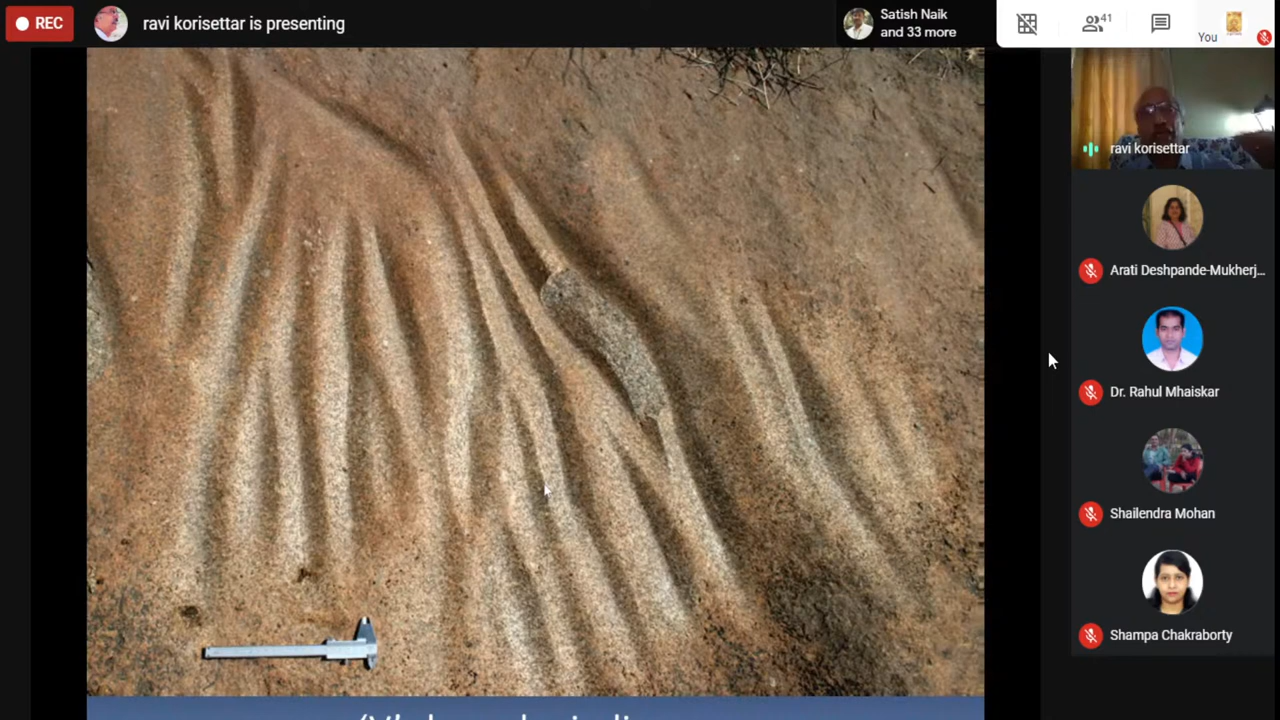 REC
ravi korisettar is presenting
Satish Naik
and 33 more
41
You
ravi korisettar
Arati Deshpande-Mukherj...
Dr. Rahul Mhaiskar
Shailendra Mohan
Shampa Chakraborty